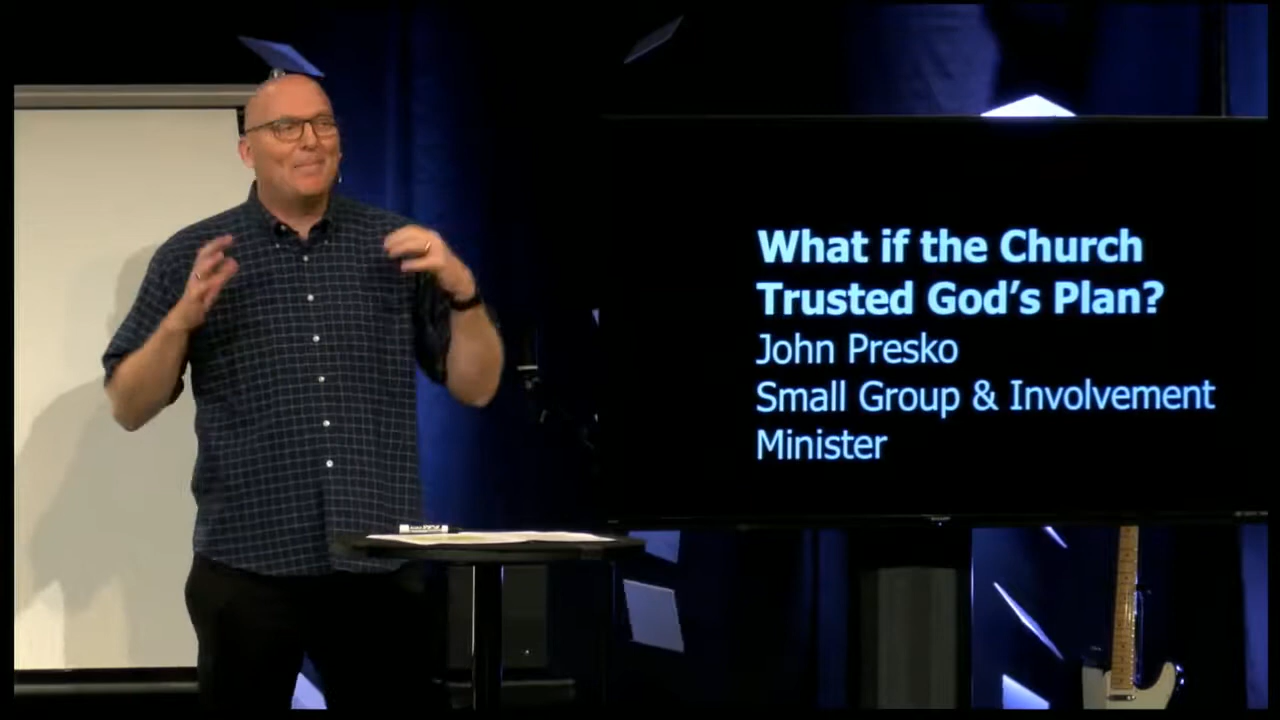 What if the Church
Trusted God's Plan?
John Presko
Small Group & Involvement
Minister